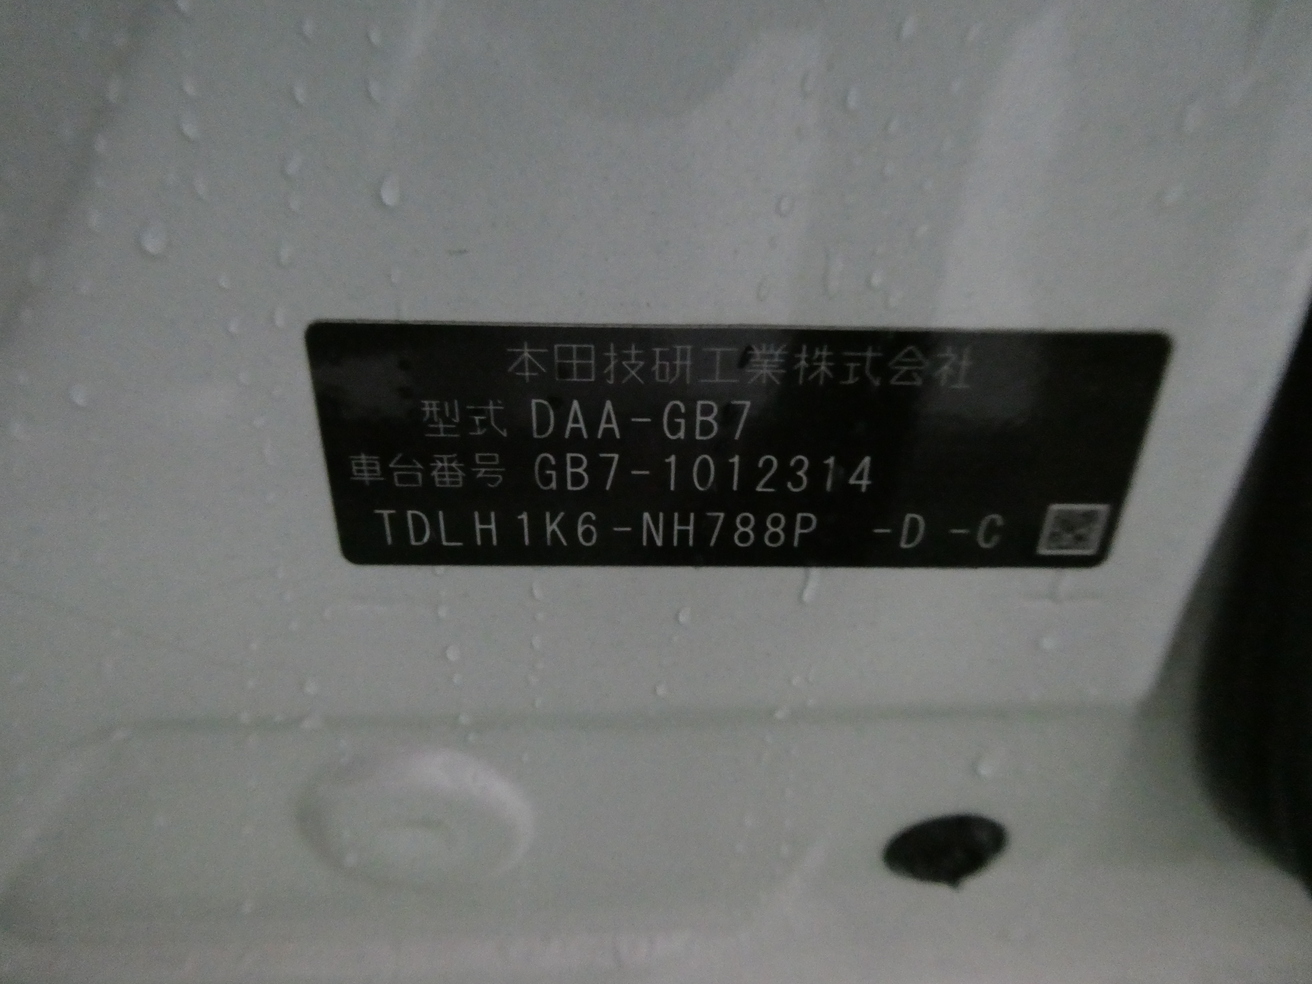 本田技研工業株式会社
型式 DAA-GB7
車台番号 GB7-1012314
TDLH1K6-NH788P -D -C